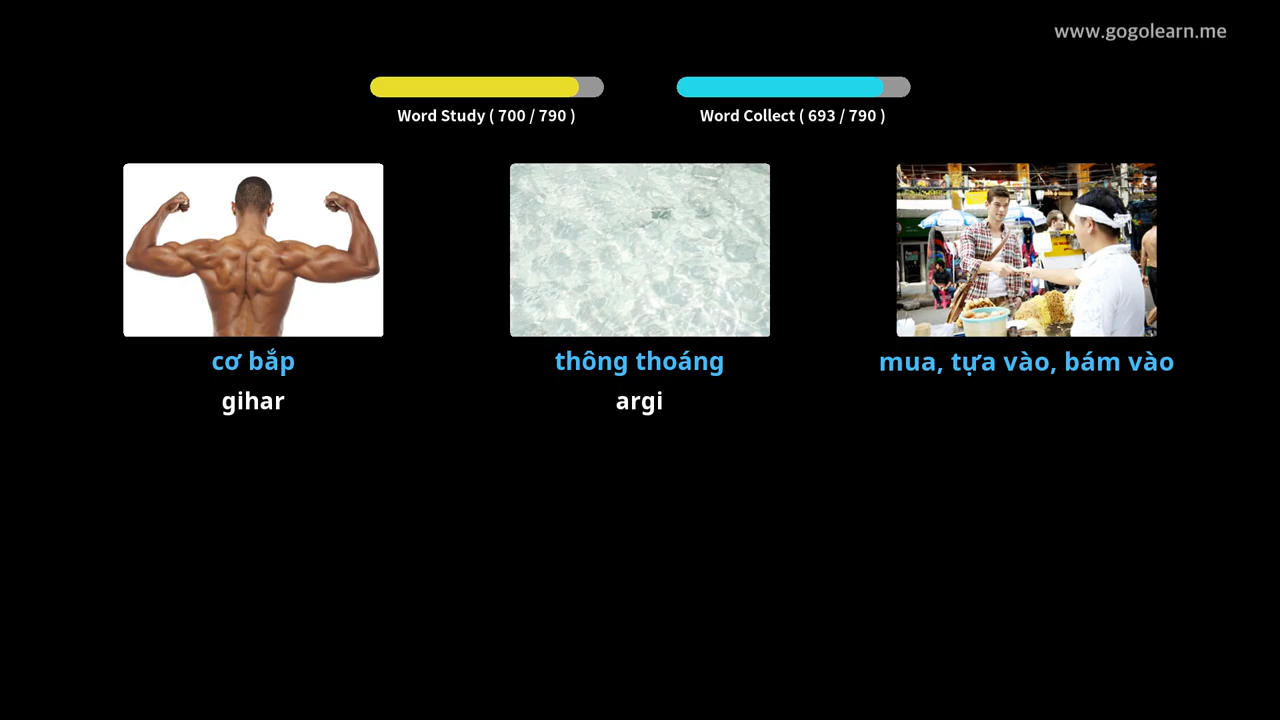 www.gogolearn.me
Word Study ( 700 / 790 )
Word Collect ( 693 / 790 )
cơ bắp
gihar
thông thoáng
argi
mua, tựa vào, bám vào